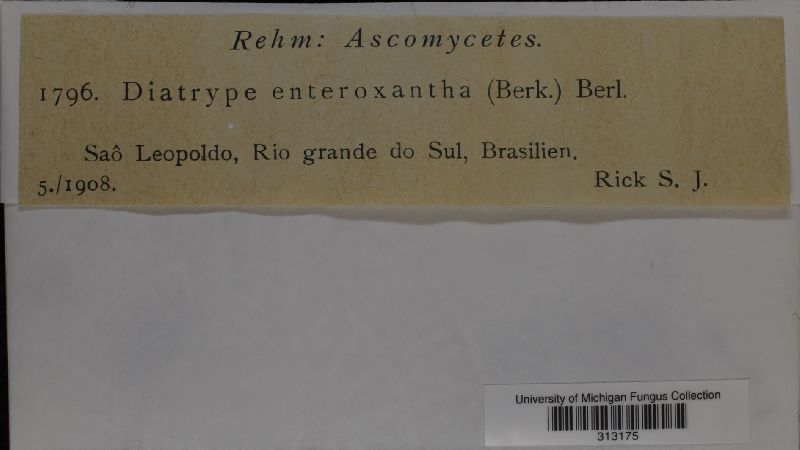 Rehm: Ascomycetes.
1796. Diatrype enteroxantha (Berk.) Berl.
Saô Leopoldo, Rio grande do Sul, Brasilien.
5./1908. Rick S. J.
University of Michigan Fungus Collection
313175